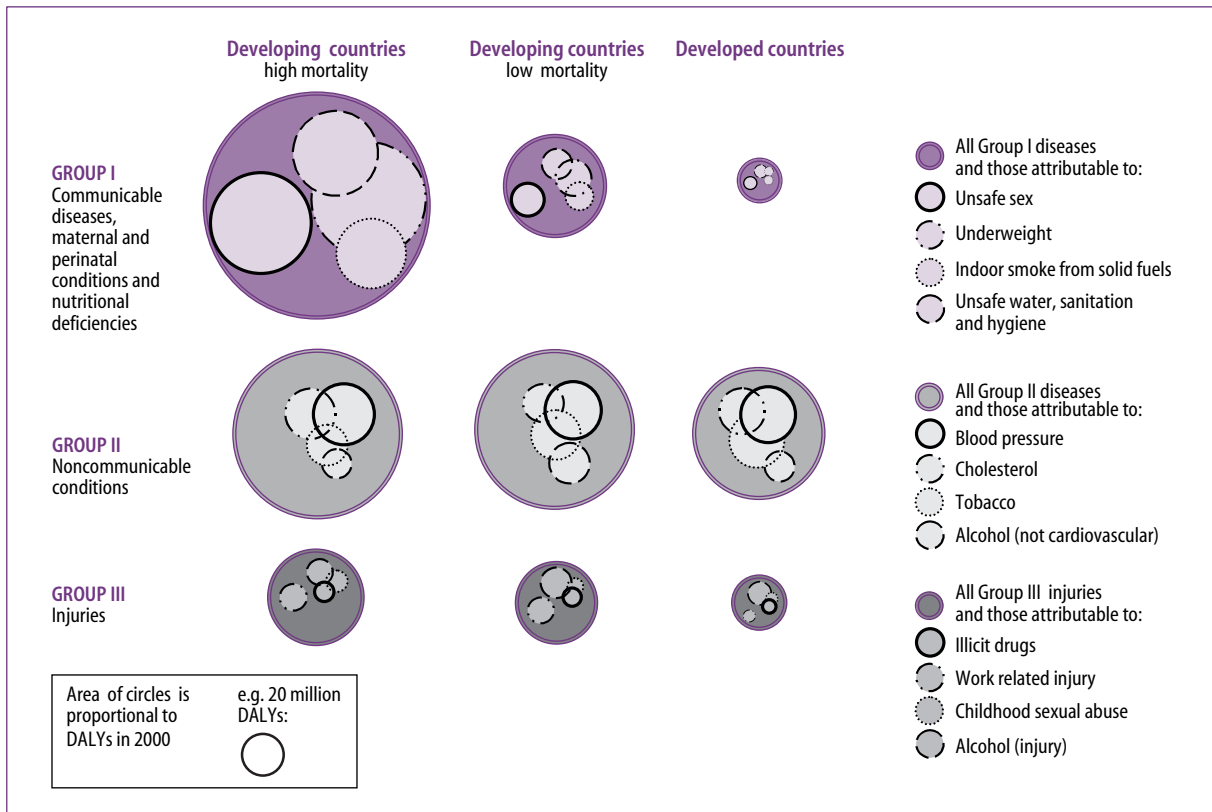 Developing countries
high mortality
Developing countries
low mortality
Developed countries
GROUP I
Communicable
diseases,
maternal and
perinatal
conditions and
nutritional
deficiencies
All Group I diseases
and those attributable to:
Unsafe sex
Underweight
Indoor smoke from solid fuels
Unsafe water, sanitation
and hygiene
GROUP II
Noncommunicable
conditions
All Group II diseases
and those attributable to:
Blood pressure
Cholesterol
Tobacco
Alcohol (not cardiovascular)
GROUP III
Injuries
All Group III injuries
and those attributable to:
Illicit drugs
Work related injury
Childhood sexual abuse
Alcohol (injury)
Area of circles is
proportional to
DALYs in 2000
e.g. 20 million
DALYs: